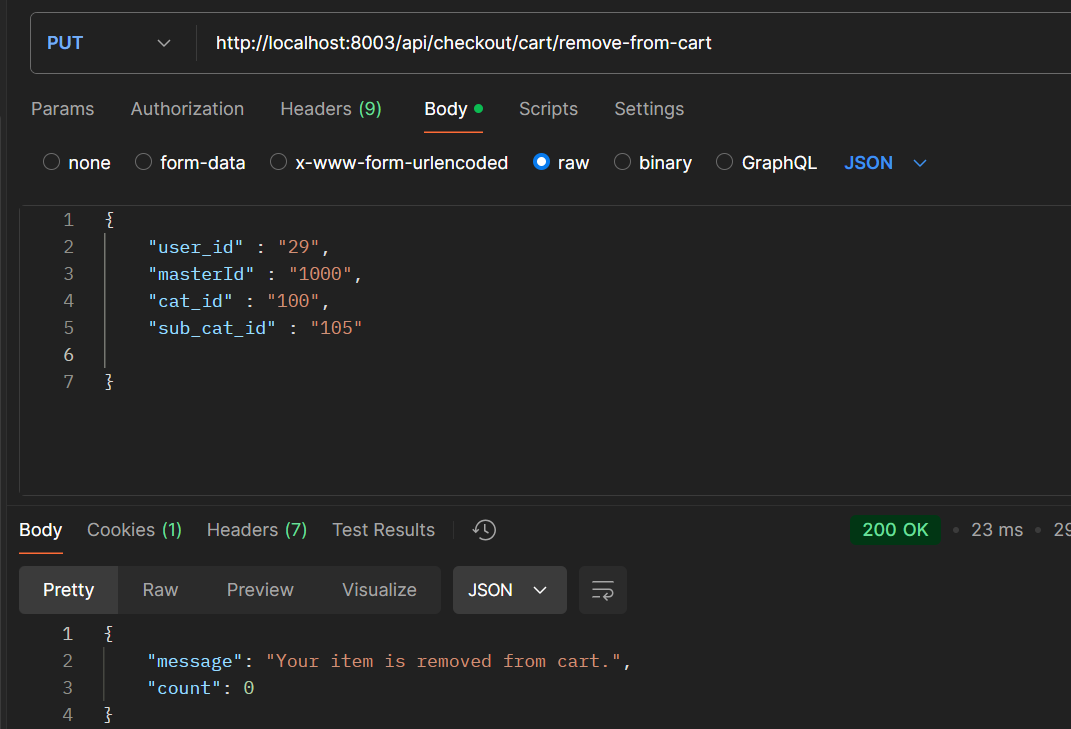 PUT http://localhost:8003/api/checkout/cart/remove-from-cart
Params Authorization Headers (9) Body Scripts Settings
none form-data x-www-form-urlencoded raw binary GraphQL JSON
1 {
2 "user_id" : "29",
3 "masterId" : "1000",
4 "cat_id" : "100",
5 "sub_cat_id" : "105"
6
7 }
Body Cookies (1) Headers (7) Test Results 200 OK • 23 ms • 29
Pretty Raw Preview Visualize JSON
1 {
2 "message": "Your item is removed from cart.",
3 "count": 0
4 }